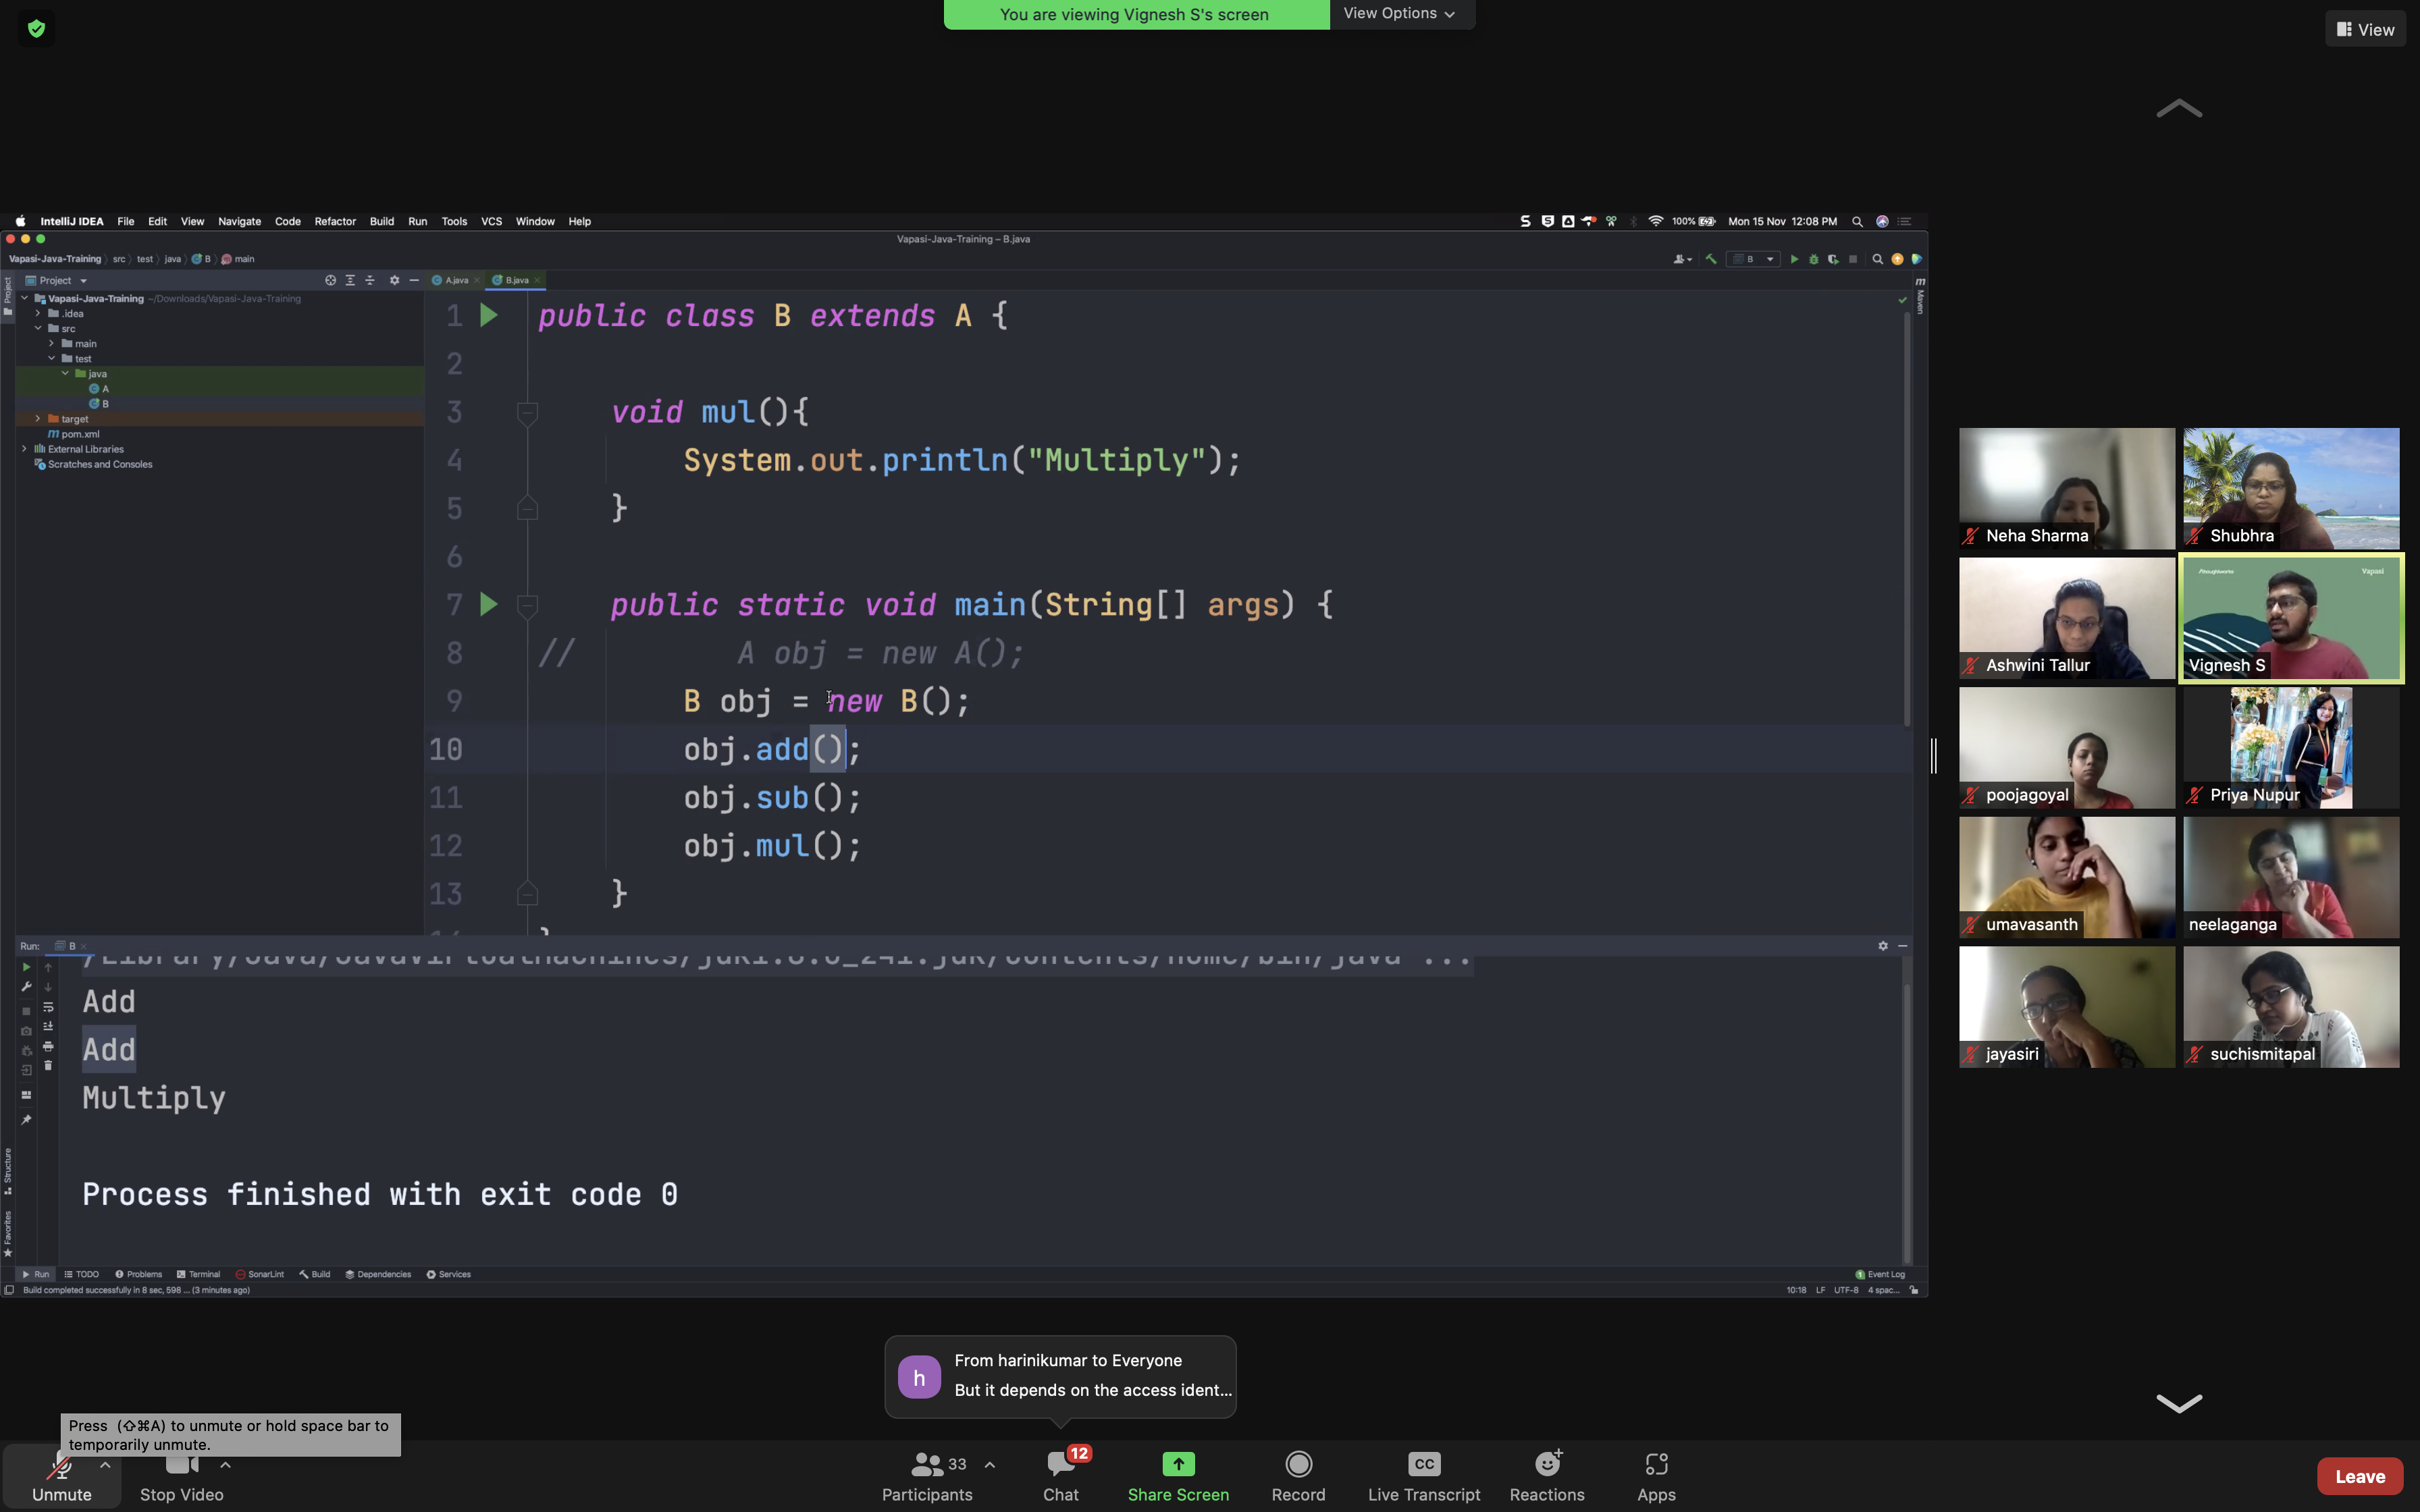 You are viewing Vignesh S's screen
View Options
View
IntelliJ IDEA File Edit View Navigate Code Refactor Build Run Tools VCS Window Help
100% Mon 15 Nov 12:08 PM
Vapasi-Java-Training – B.java
Vapasi-Java-Training src test java B main
B
Project
A.java
B.java
Project
Maven
Vapasi-Java-Training ~/Downloads/Vapasi-Java-Training
.idea
src
main
test
java
A
B
target
pom.xml
External Libraries
Scratches and Consoles
1 public class B extends A {
2
3 void mul(){
4 System.out.println("Multiply");
5 }
6
7 public static void main(String[] args) {
8 // A obj = new A();
9 B obj = new B();
10 obj.add();
11 obj.sub();
12 obj.mul();
13 }
Run: B
Add
Add
Multiply
Process finished with exit code 0
Structure
Favorites
Run TODO Problems Terminal SonarLint Build Dependencies Services
Event Log
Build completed successfully in 8 sec, 598 ... (3 minutes ago)
10:18 LF UTF-8 4 spac...
Neha Sharma
Shubhra
Ashwini Tallur
/thoughtworks
Vapasi
Vignesh S
poojagoyal
Priya Nupur
umavasanth
neelaganga
jayasiri
suchismitapal
h
From harinikumar to Everyone
But it depends on the access ident...
Press (⇧⌘A) to unmute or hold space bar to
temporarily unmute.
Unmute
Stop Video
33
Participants
12
Chat
Share Screen
Record
CC
Live Transcript
Reactions
Apps
Leave